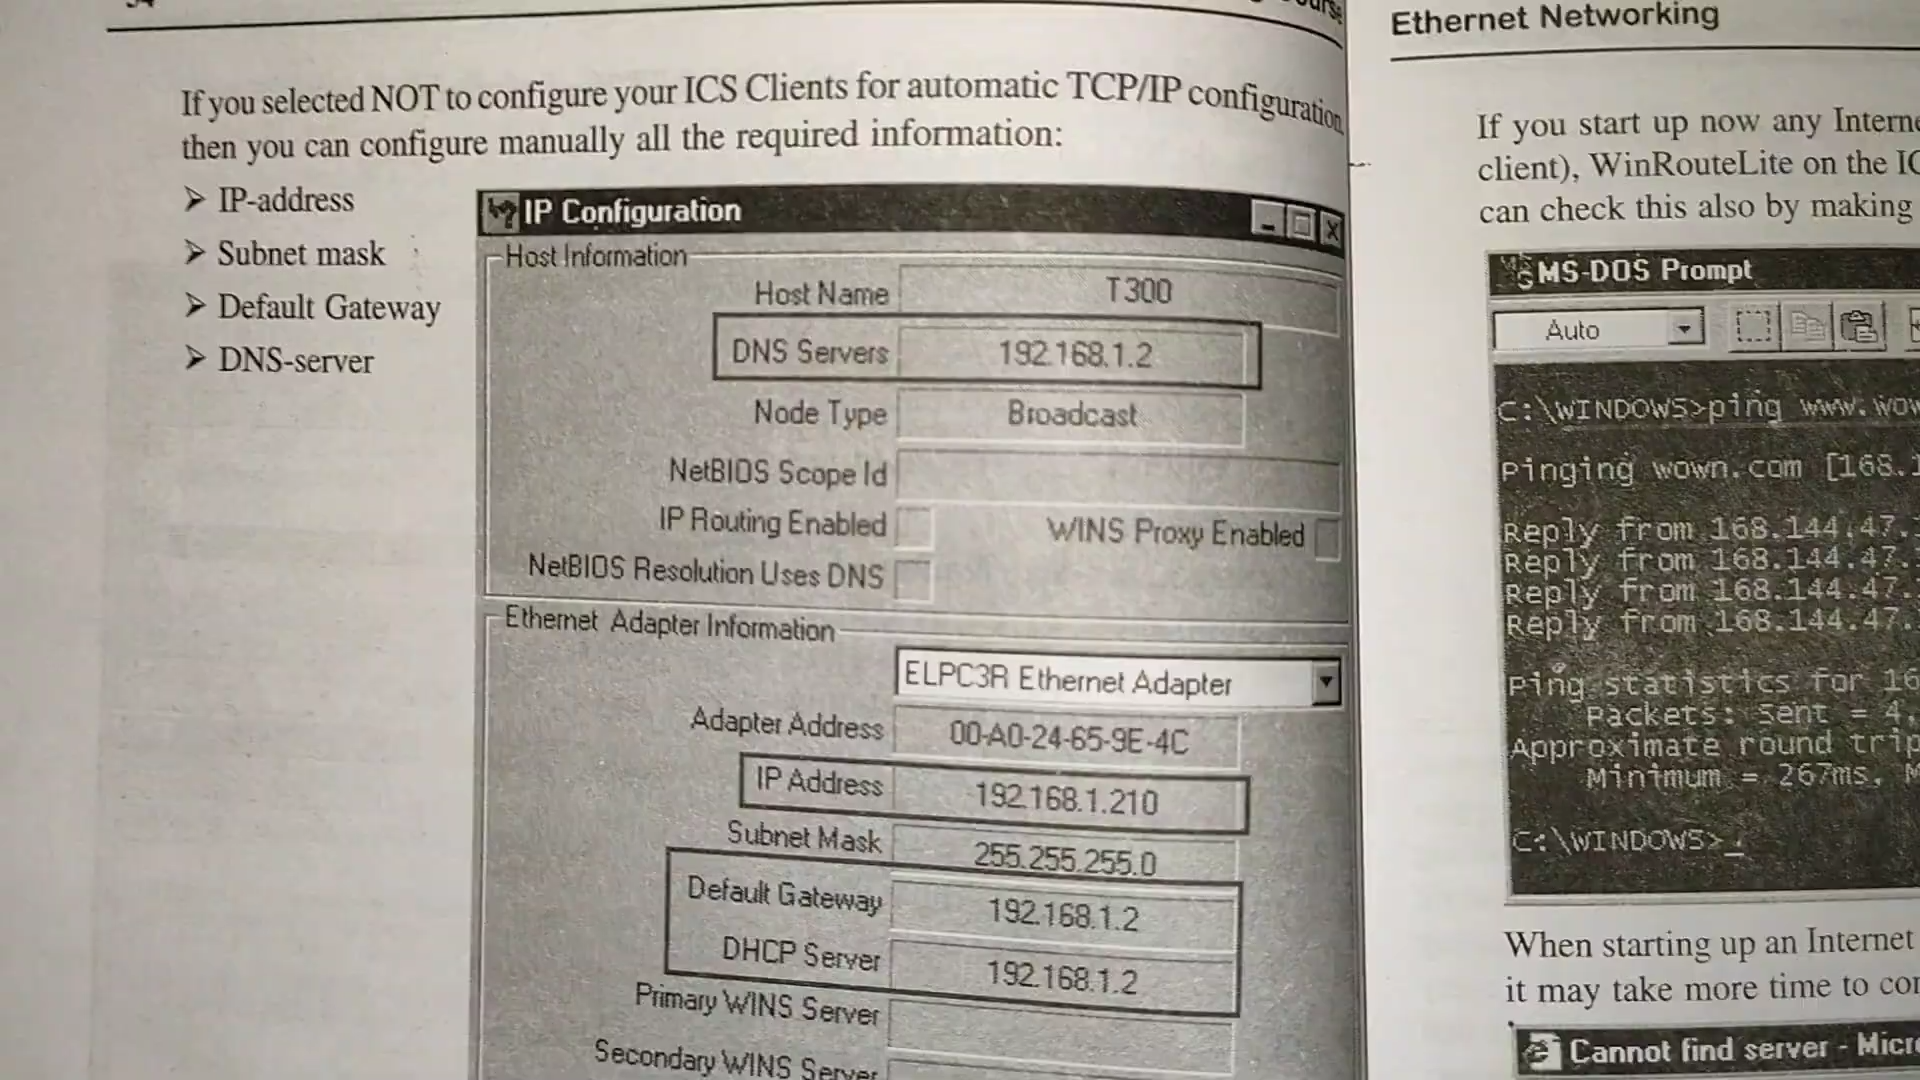 Ethernet Networking
If you selected NOT to configure your ICS Clients for automatic TCP/IP configuration,
then you can configure manually all the required information:
➢ IP-address
➢ Subnet mask
➢ Default Gateway
➢ DNS-server
IP Configuration
Host Information
Host Name T300
DNS Servers 192.168.1.2
Node Type Broadcast
NetBIOS Scope Id
IP Routing Enabled WINS Proxy Enabled
NetBIOS Resolution Uses DNS
Ethernet Adapter Information
ELPC3R Ethernet Adapter
Adapter Address 00-A0-24-65-9E-4C
IP Address 192.168.1.210
Subnet Mask 255.255.255.0
Default Gateway 192.168.1.2
DHCP Server 192.168.1.2
Primary WINS Server
Secondary WINS Server
If you start up now any
client), WinRouteLite on the
can check this also by making
MS-DOS Prompt
Auto
C:\WINDOWS>ping
Pinging wown.com [168.1
Reply from 168.144.47.
Reply from 168.144.47.
Reply from 168.144.47.
Reply from 168.144.47.
Ping statistics for 16
Packets: Sent = 4,
Approximate round trip
Minimum = 267ms,
C:\WINDOWS>_
When starting up an Internet
it may take more time to
Cannot find server -